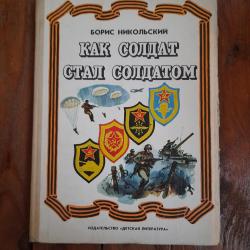 БОРИС НИКОЛЬСКИЙ
КАК СОЛДАТ
СТАЛ СОЛДАТОМ
ИЗДАТЕЛЬСТВО «ДЕТСКАЯ ЛИТЕРАТУРА»